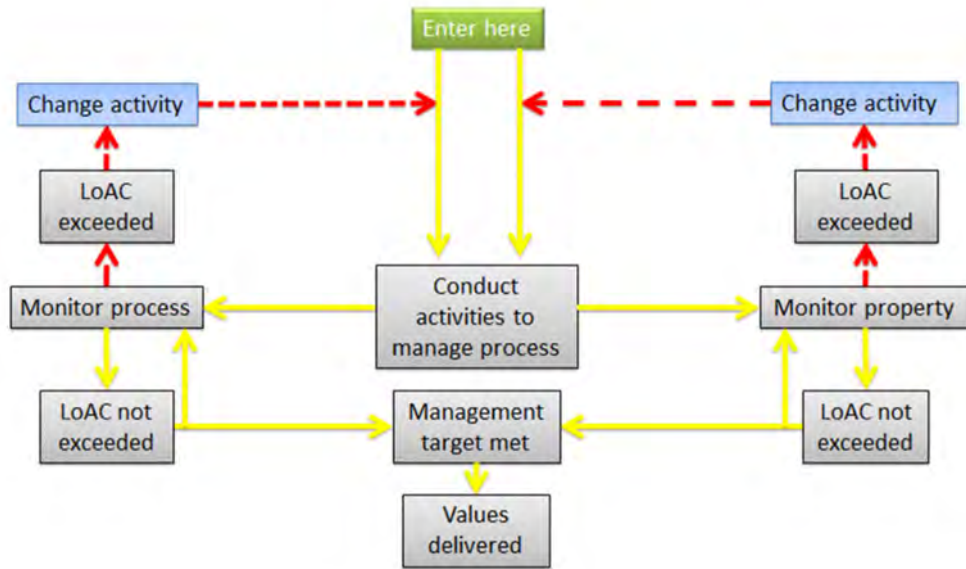 Enter here
Change activity
Change activity
LoAC
exceeded
LoAC
exceeded
Monitor process
Conduct
activities to
manage process
Monitor property
LoAC not
exceeded
Management
target met
LoAC not
exceeded
Values
delivered